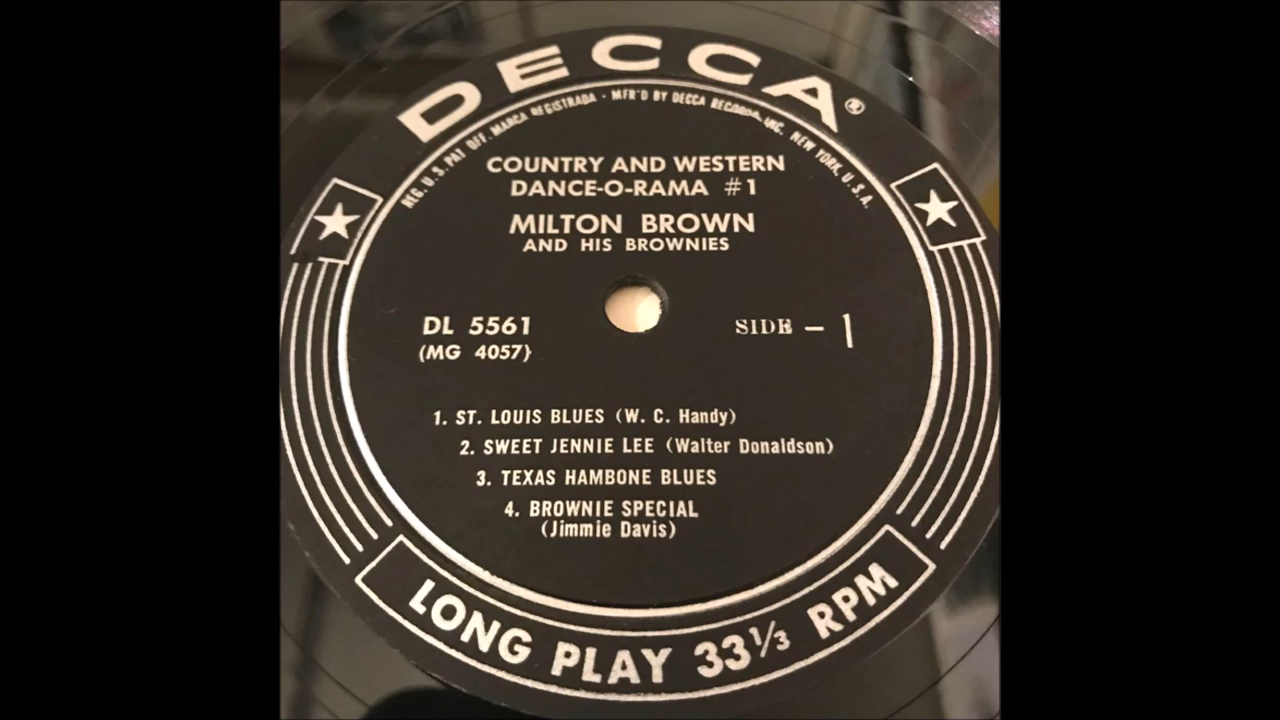 DECCA®
REG. U.S. PAT OFF. MARCA REGISTRADA • MFR'D BY DECCA RECORDS, INC. NEW YORK, U.S.A.
COUNTRY AND WESTERN
DANCE-O-RAMA #1
MILTON BROWN
AND HIS BROWNIES
DL 5561
SIDE - 1
(MG 4057)
1. ST. LOUIS BLUES (W. C. Handy)
2. SWEET JENNIE LEE (Walter Donaldson)
3. TEXAS HAMBONE BLUES
4. BROWNIE SPECIAL
(Jimmie Davis)
LONG PLAY 33⅓ RPM